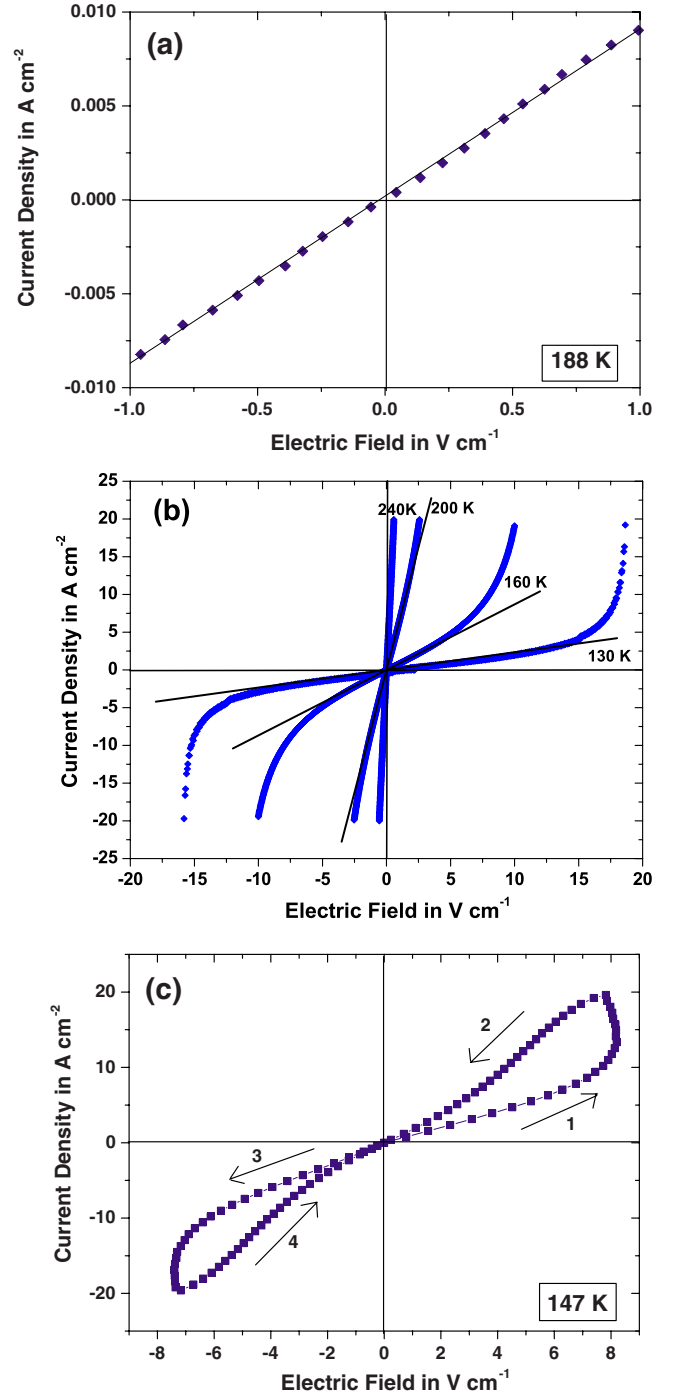 (a)
0.010
0.005
0.000
-0.005
-0.010
Current Density in A cm-2
188 K
-1.0 -0.5 0.0 0.5 1.0
Electric Field in V cm-1
(b)
25
20
15
10
5
0
-5
-10
-15
-20
-25
Current Density in A cm-2
240K 200 K
160 K
130 K
-20 -15 -10 -5 0 5 10 15 20
Electric Field in V cm-1
(c)
20
10
0
-10
-20
Current Density in A cm-2
2
1
3
4
147 K
-8 -6 -4 -2 0 2 4 6 8
Electric Field in V cm-1